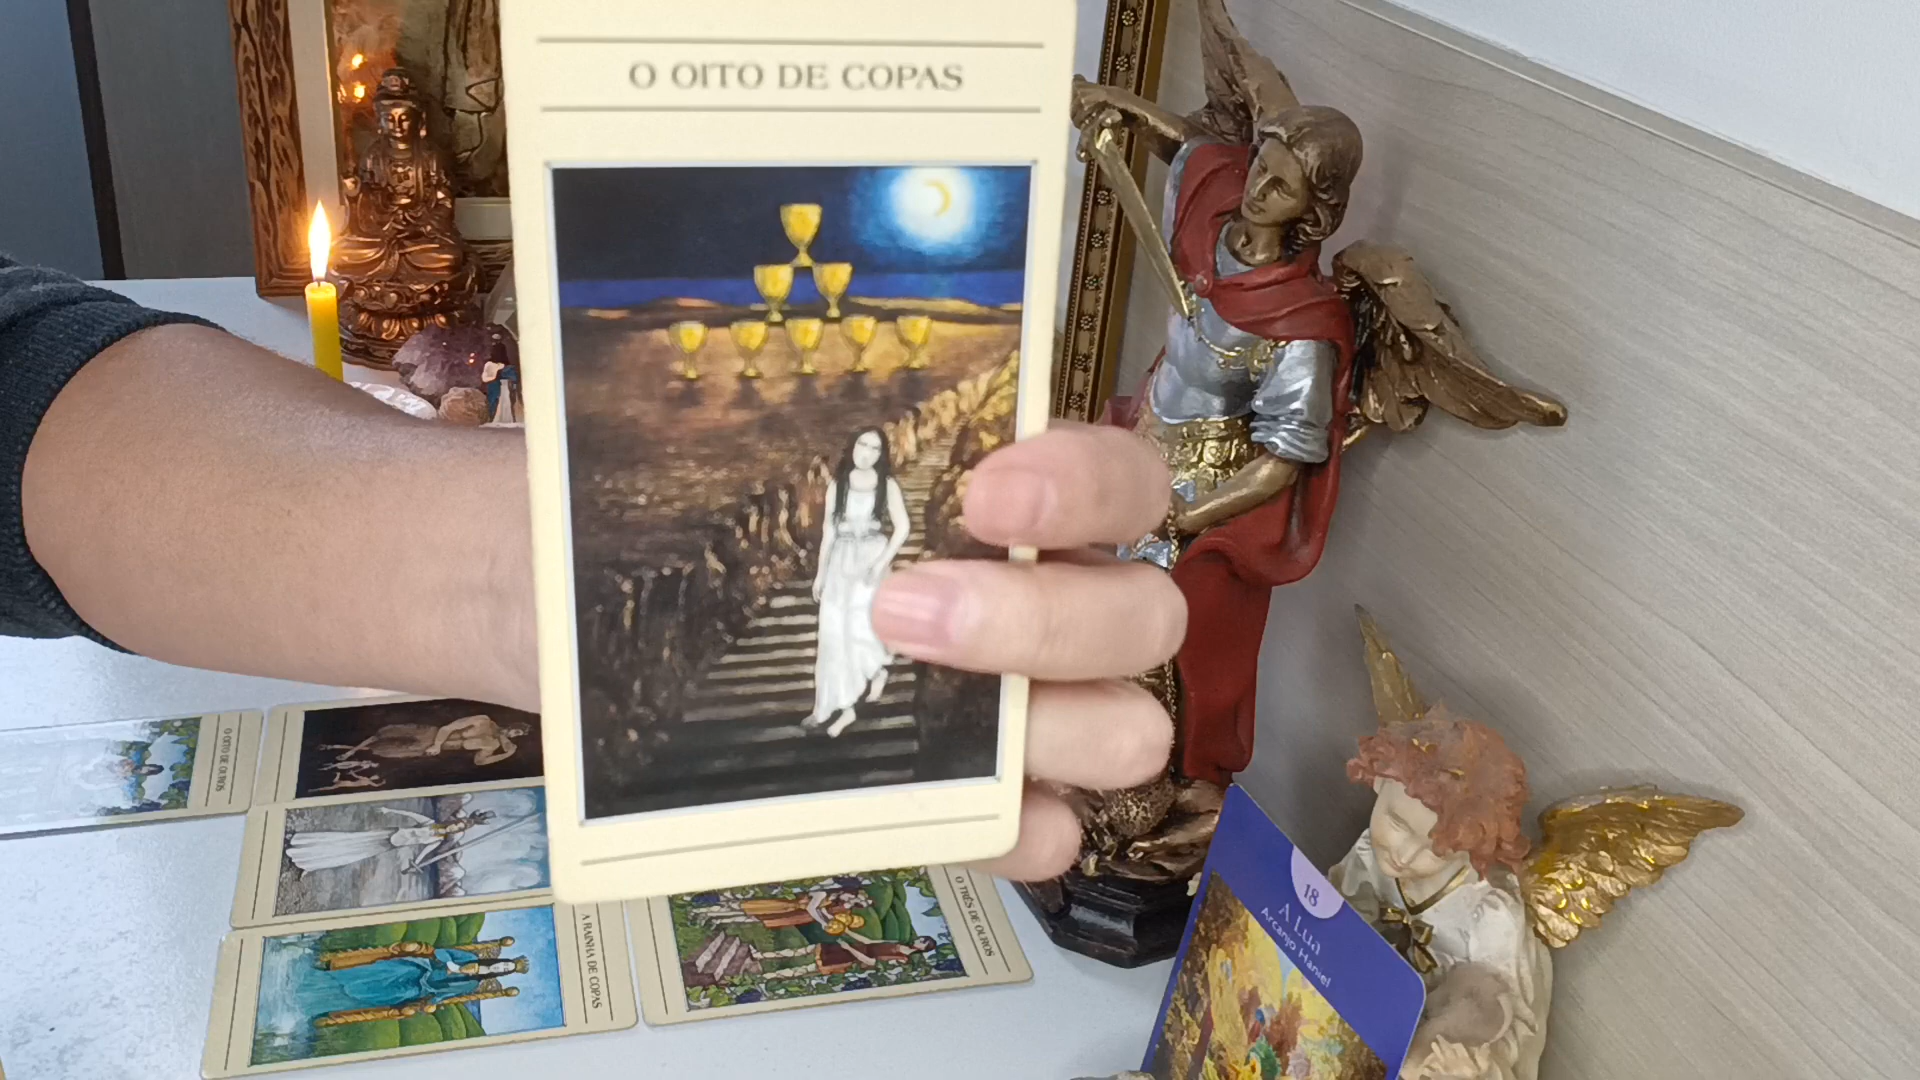 O OITO DE COPAS
O OITO DE OUROS
A RAINHA DE COPAS
O TRÊS DE OUROS
18
A Lua
Arcanjo Haniel